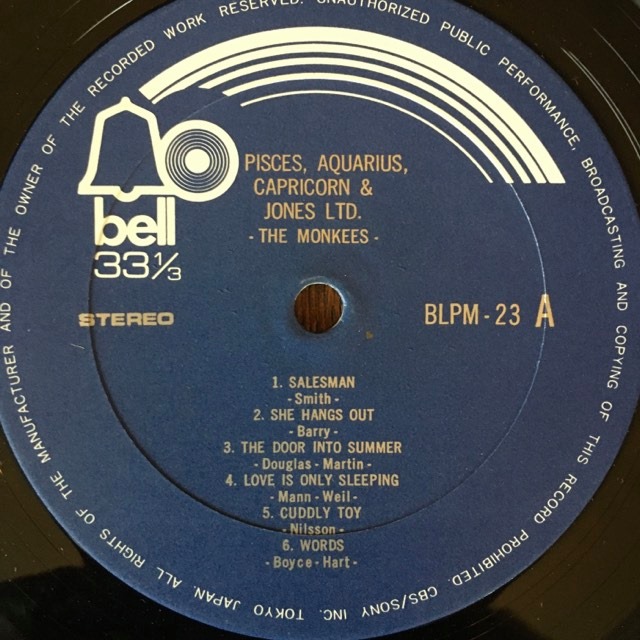 ALL RIGHTS OF THE MANUFACTURER AND OF THE OWNER OF THE RECORDED WORK RESERVED. UNAUTHORIZED PUBLIC PERFORMANCE, BROADCASTING AND COPYING OF THIS RECORD PROHIBITED. CBS/SONY INC. TOKYO JAPAN.
bell
33 1/3
STEREO
PISCES, AQUARIUS,
CAPRICORN &
JONES LTD.
- THE MONKEES -
BLPM - 23 A
1. SALESMAN
- Smith -
2. SHE HANGS OUT
- Barry -
3. THE DOOR INTO SUMMER
- Douglas - Martin -
4. LOVE IS ONLY SLEEPING
- Mann - Weil -
5. CUDDLY TOY
- Nilsson -
6. WORDS
- Boyce - Hart -